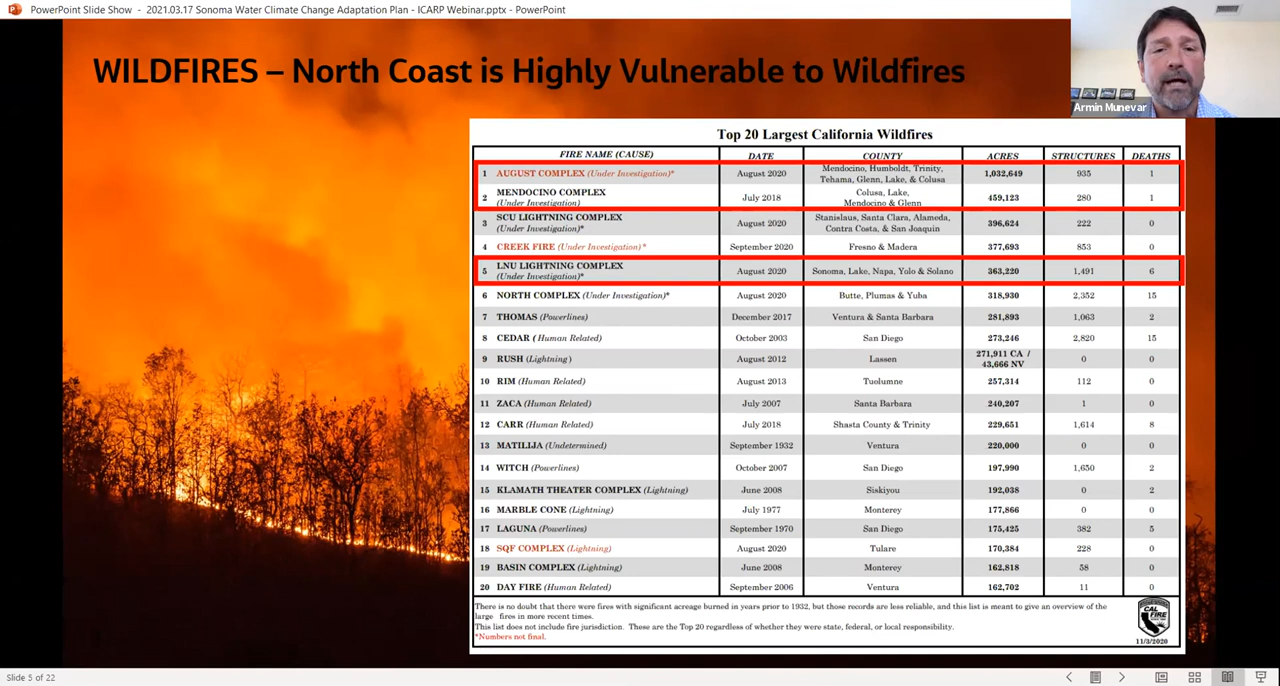 PowerPoint Slide Show - 2021.03.17 Sonoma Water Climate Change Adaptation Plan - ICARP Webinar.pptx - PowerPoint
WILDFIRES – North Coast is Highly Vulnerable to Wildfires
Armin Munevar
Top 20 Largest California Wildfires
FIRE NAME (CAUSE) DATE COUNTY ACRES STRUCTURES DEATHS
1 AUGUST COMPLEX (Under Investigation)* August 2020 Mendocino, Humboldt, Trinity, Tehama, Glenn, Lake, & Colusa 1,032,649 935 1
2 MENDOCINO COMPLEX (Under Investigation) July 2018 Colusa, Lake, Mendocino & Glenn 459,123 280 1
3 SCU LIGHTNING COMPLEX (Under Investigation)* August 2020 Stanislaus, Santa Clara, Alameda, Contra Costa, & San Joaquin 396,624 222 0
4 CREEK FIRE (Under Investigation)* September 2020 Fresno & Madera 377,693 853 0
5 LNU LIGHTNING COMPLEX (Under Investigation)* August 2020 Sonoma, Lake, Napa, Yolo & Solano 363,220 1,491 6
6 NORTH COMPLEX (Under Investigation)* August 2020 Butte, Plumas & Yuba 318,930 2,352 15
7 THOMAS (Powerlines) December 2017 Ventura & Santa Barbara 281,893 1,063 2
8 CEDAR ( Human Related) October 2003 San Diego 273,246 2,820 15
9 RUSH (Lightning ) August 2012 Lassen 271,911 CA / 43,666 NV 0 0
10 RIM (Human Related) August 2013 Tuolumne 257,314 112 0
11 ZACA (Human Related) July 2007 Santa Barbara 240,207 1 0
12 CARR (Human Related) July 2018 Shasta County & Trinity 229,651 1,614 8
13 MATILIJA (Undetermined) September 1932 Ventura 220,000 0 0
14 WITCH (Powerlines) October 2007 San Diego 197,990 1,650 2
15 KLAMATH THEATER COMPLEX (Lightning) June 2008 Siskiyou 192,038 0 2
16 MARBLE CONE (Lightning) July 1977 Monterey 177,866 0 0
17 LAGUNA (Powerlines) September 1970 San Diego 175,425 382 5
18 SQF COMPLEX (Lightning) August 2020 Tulare 170,384 228 0
19 BASIN COMPLEX (Lightning) June 2008 Monterey 162,818 58 0
20 DAY FIRE (Human Related) September 2006 Ventura 162,702 11 0
There is no doubt that there were fires with significant acreage burned in years prior to 1932, but those records are less reliable, and this list is meant to give an overview of the
large fires in more recent times.
This list does not include fire jurisdiction. These are the Top 20 regardless of whether they were state, federal, or local responsibility.
*Numbers not final.
CAL FIRE
11/3/2020
Slide 5 of 22